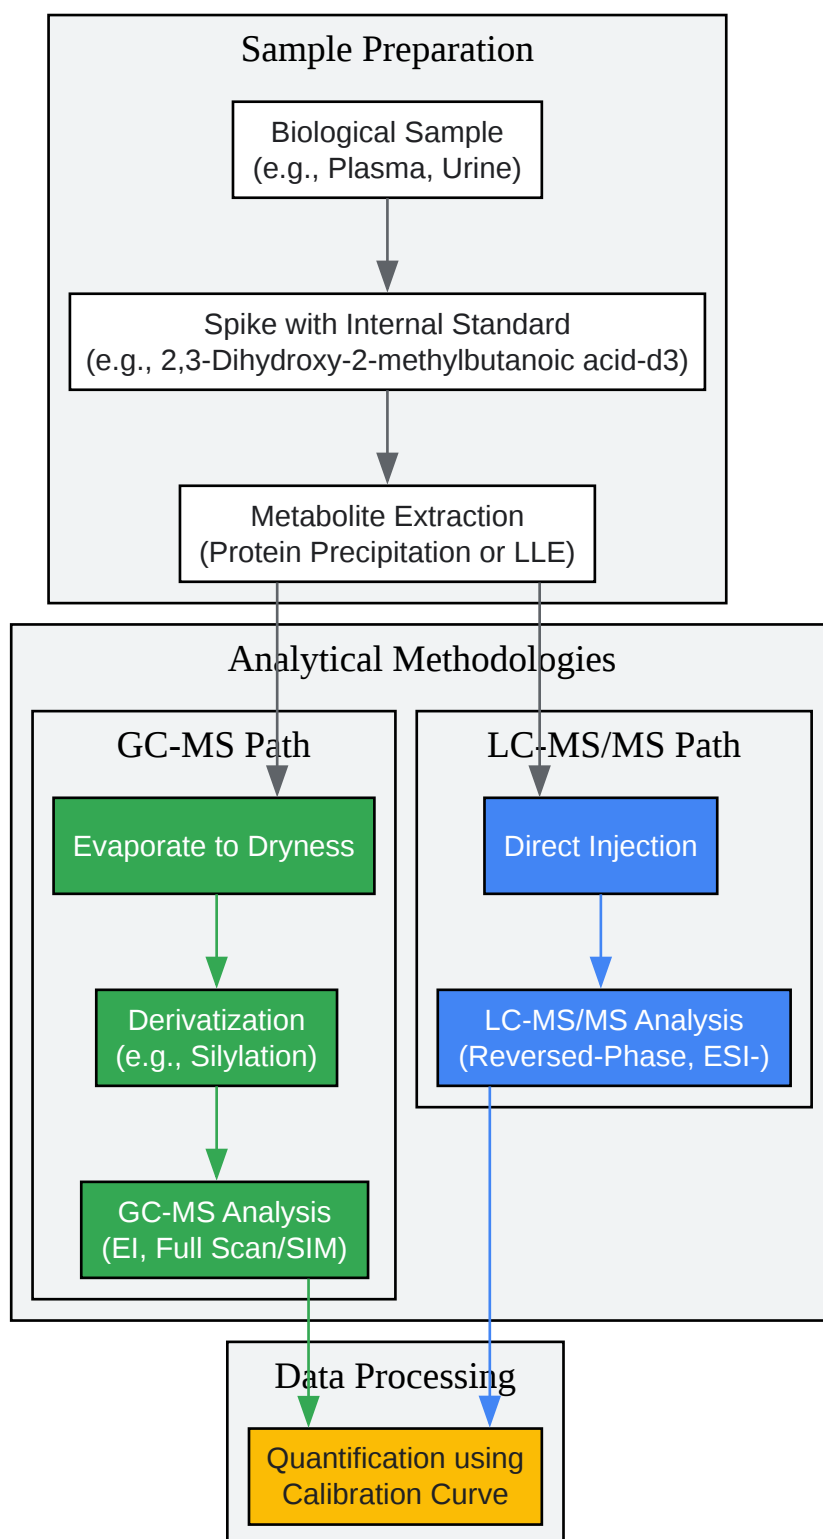 Sample Preparation
Biological Sample
(e.g., Plasma, Urine)
Spike with Internal Standard
(e.g., 2,3-Dihydroxy-2-methylbutanoic acid-d3)
Metabolite Extraction
(Protein Precipitation or LLE)
Analytical Methodologies
GC-MS Path
Evaporate to Dryness
Derivatization
(e.g., Silylation)
GC-MS Analysis
(EI, Full Scan/SIM)
LC-MS/MS Path
Direct Injection
LC-MS/MS Analysis
(Reversed-Phase, ESI-)
Data Processing
Quantification using
Calibration Curve